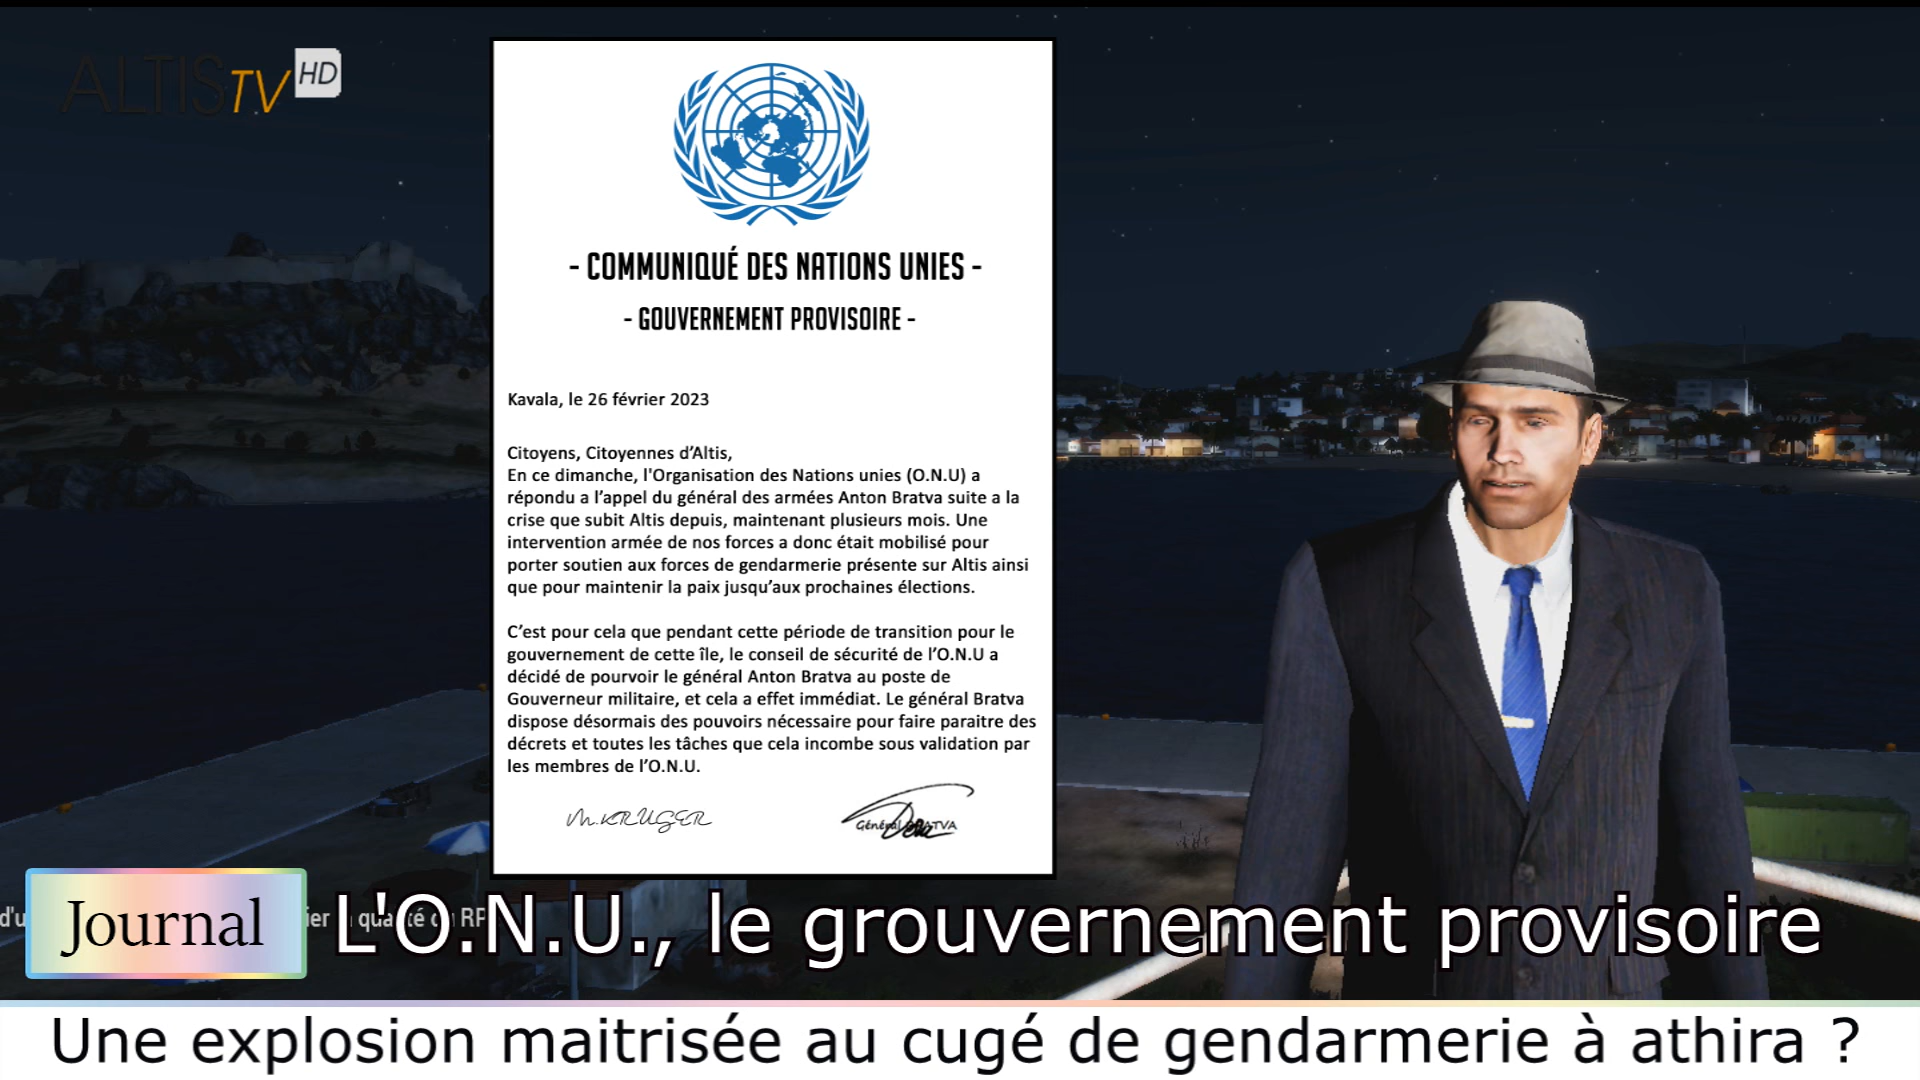 ALTIS TV HD
- COMMUNIQUÉ DES NATIONS UNIES -
- GOUVERNEMENT PROVISOIRE -
Kavala, le 26 février 2023
Citoyens, Citoyennes d’Altis,
En ce dimanche, l'Organisation des Nations unies (O.N.U) a
répondu a l’appel du général des armées Anton Bratva suite a la
crise que subit Altis depuis, maintenant plusieurs mois. Une
intervention armée de nos forces a donc était mobilisé pour
porter soutien aux forces de gendarmerie présente sur Altis ainsi
que pour maintenir la paix jusqu’aux prochaines élections.
C’est pour cela que pendant cette période de transition pour le
gouvernement de cette île, le conseil de sécurité de l’O.N.U a
décidé de pourvoir le général Anton Bratva au poste de
Gouverneur militaire, et cela a effet immédiat. Le général Bratva
dispose désormais des pouvoirs nécessaire pour faire paraitre des
décrets et toutes les tâches que cela incombe sous validation par
les membres de l’O.N.U.
M.KRUGER
Général BRATVA
Journal
L'O.N.U., le grouvernement provisoire
Une explosion maitrisée au cugé de gendarmerie à athira ?